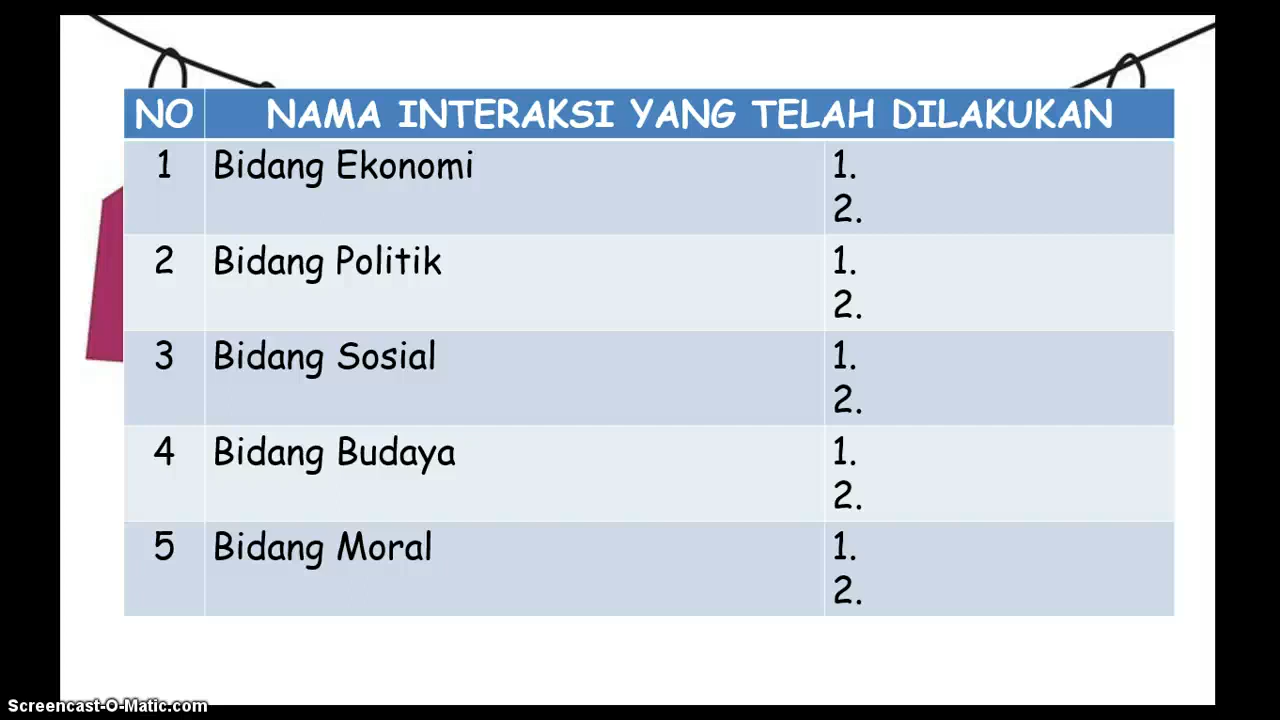 NO NAMA INTERAKSI YANG TELAH DILAKUKAN
1 Bidang Ekonomi 1.
2.
2 Bidang Politik 1.
2.
3 Bidang Sosial 1.
2.
4 Bidang Budaya 1.
2.
5 Bidang Moral 1.
2.
Screencast-O-Matic.com